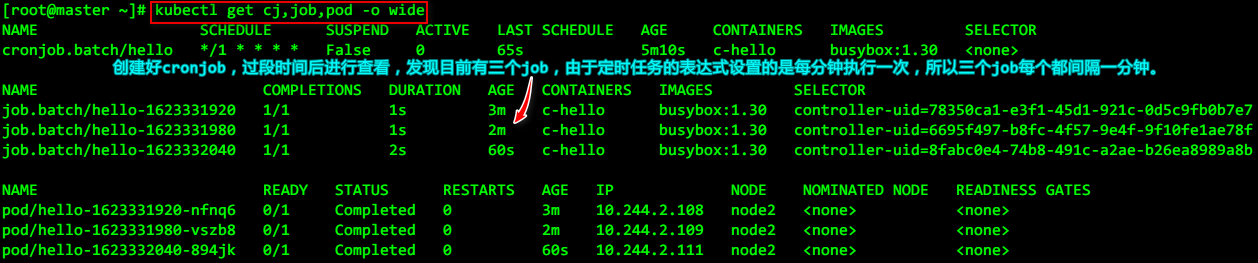 [root@master ~]# kubectl get cj,job,pod -o wide
NAME SCHEDULE SUSPEND ACTIVE LAST SCHEDULE AGE CONTAINERS IMAGES SELECTOR
cronjob.batch/hello */1 * * * * False 0 65s 5m10s c-hello busybox:1.30 <none>
创建好cronjob，过段时间后进行查看，发现目前有三个job，由于定时任务的表达式设置的是每分钟执行一次，所以三个job每个都间隔一分钟。
NAME COMPLETIONS DURATION AGE CONTAINERS IMAGES SELECTOR
job.batch/hello-1623331920 1/1 1s 3m c-hello busybox:1.30 controller-uid=78350ca1-e3f1-45d1-921c-0d5c9fb0b7e7
job.batch/hello-1623331980 1/1 1s 2m c-hello busybox:1.30 controller-uid=6695f497-b8fc-4f57-9e4f-9f10fe1ae78f
job.batch/hello-1623332040 1/1 2s 60s c-hello busybox:1.30 controller-uid=8fabc0e4-74b8-491c-a2ae-b26ea8989a8b
NAME READY STATUS RESTARTS AGE IP NODE NOMINATED NODE READINESS GATES
pod/hello-1623331920-nfnq6 0/1 Completed 0 3m 10.244.2.108 node2 <none> <none>
pod/hello-1623331980-vszb8 0/1 Completed 0 2m 10.244.2.109 node2 <none> <none>
pod/hello-1623332040-894jk 0/1 Completed 0 60s 10.244.2.111 node2 <none> <none>